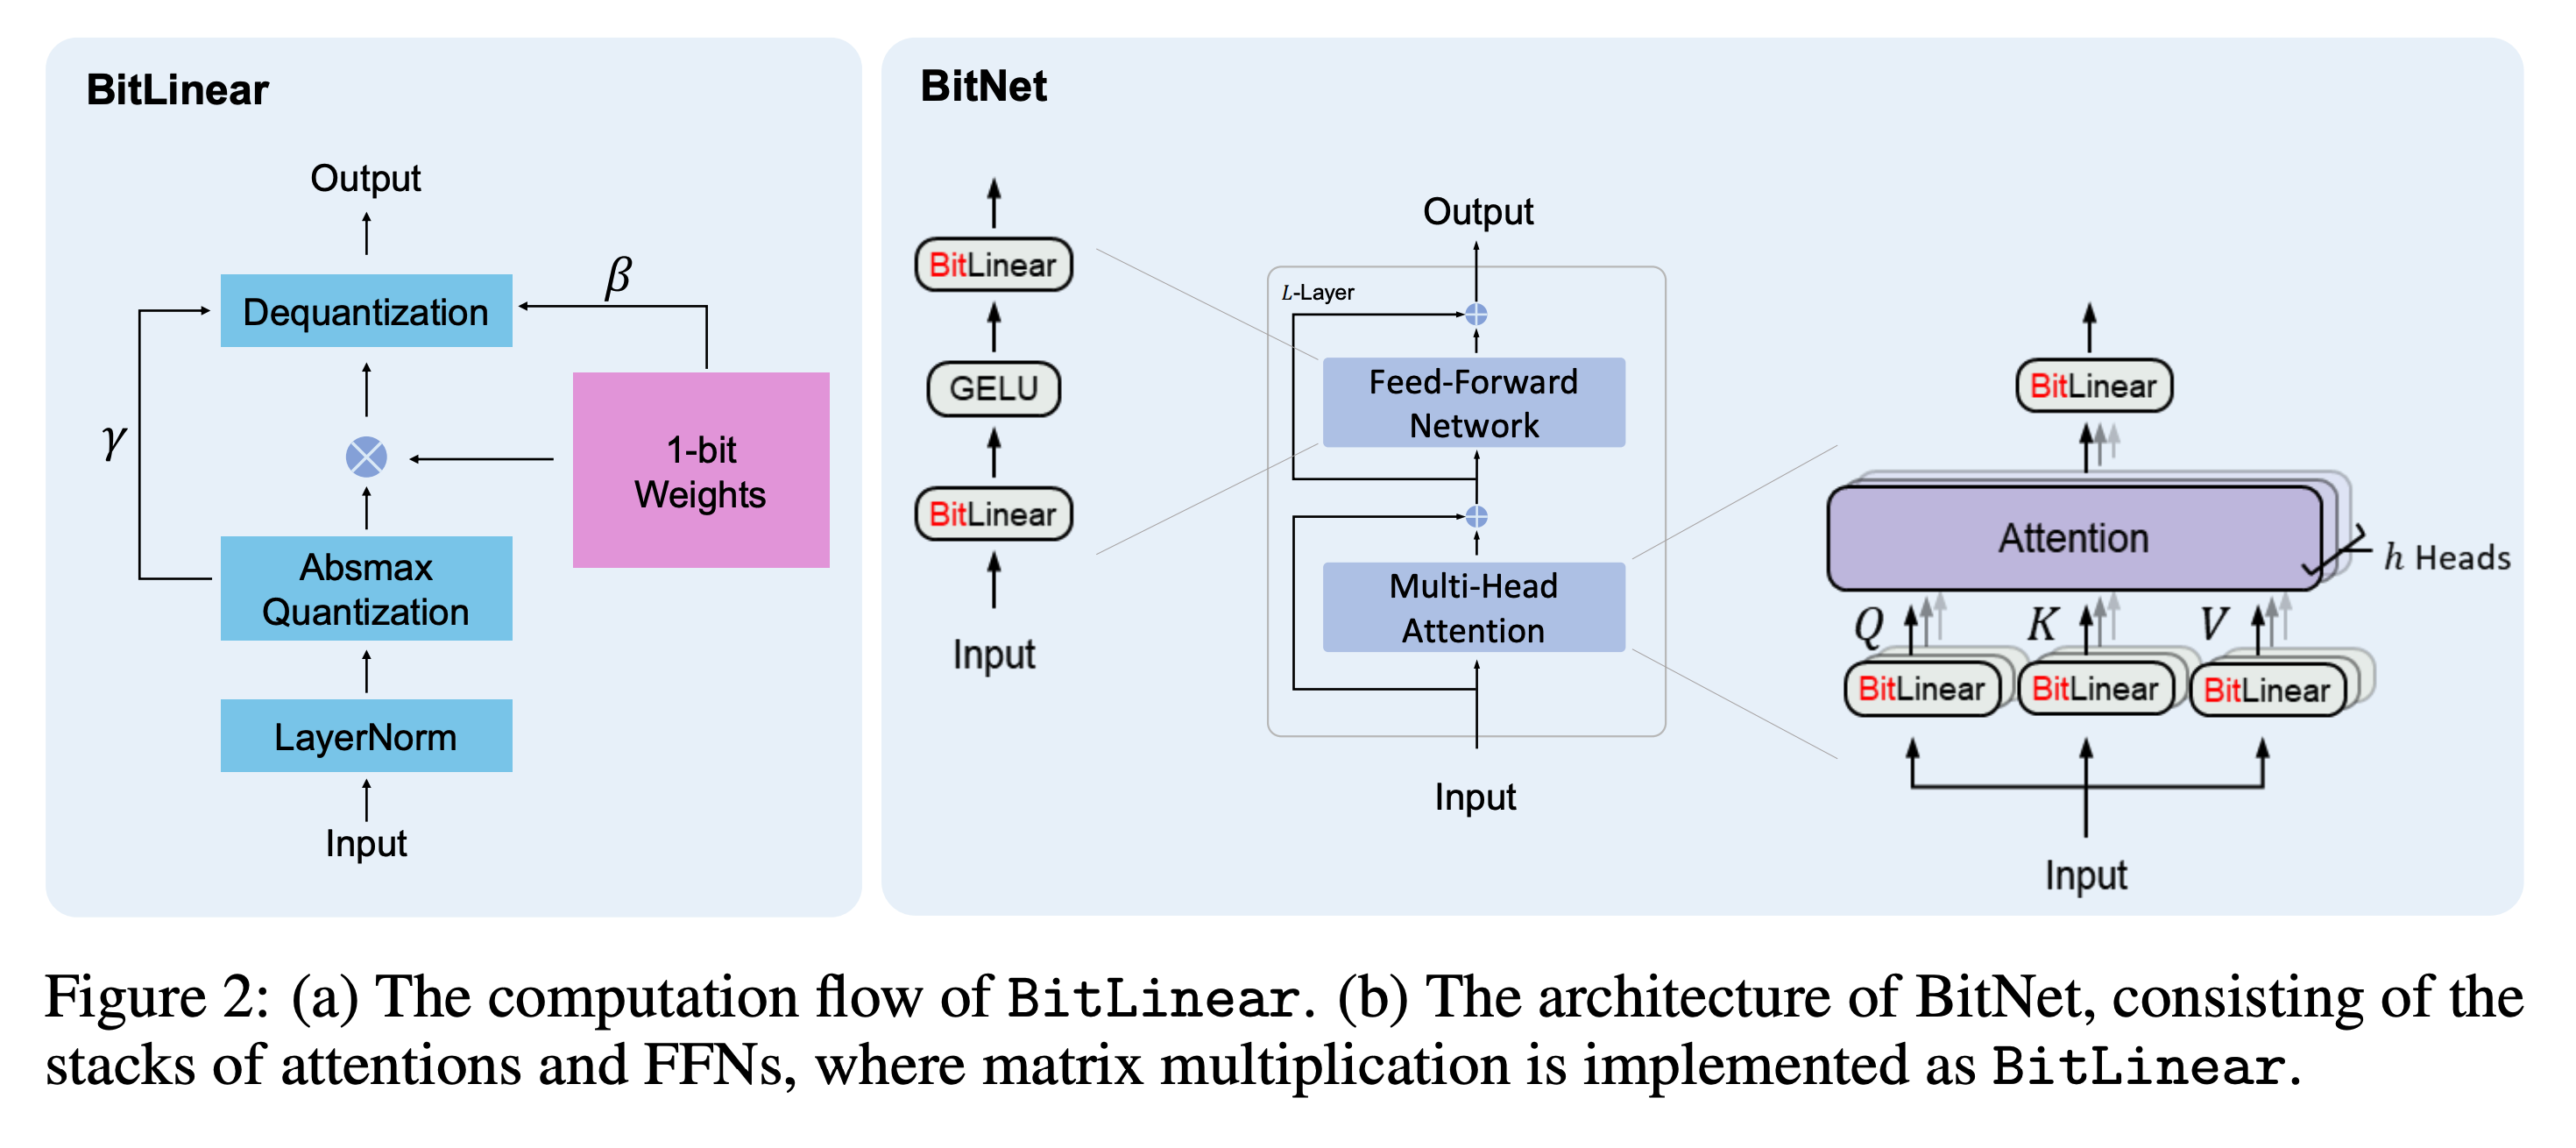 BitLinear
Output
β
Dequantization
γ
1-bit
Weights
Absmax
Quantization
LayerNorm
Input
BitNet
BitLinear
GELU
BitLinear
Input
Output
L-Layer
Feed-Forward
Network
Multi-Head
Attention
Input
BitLinear
Attention
h Heads
Q K V
BitLinear BitLinear BitLinear
Input
Figure 2: (a) The computation flow of BitLinear. (b) The architecture of BitNet, consisting of the
stacks of attentions and FFNs, where matrix multiplication is implemented as BitLinear.